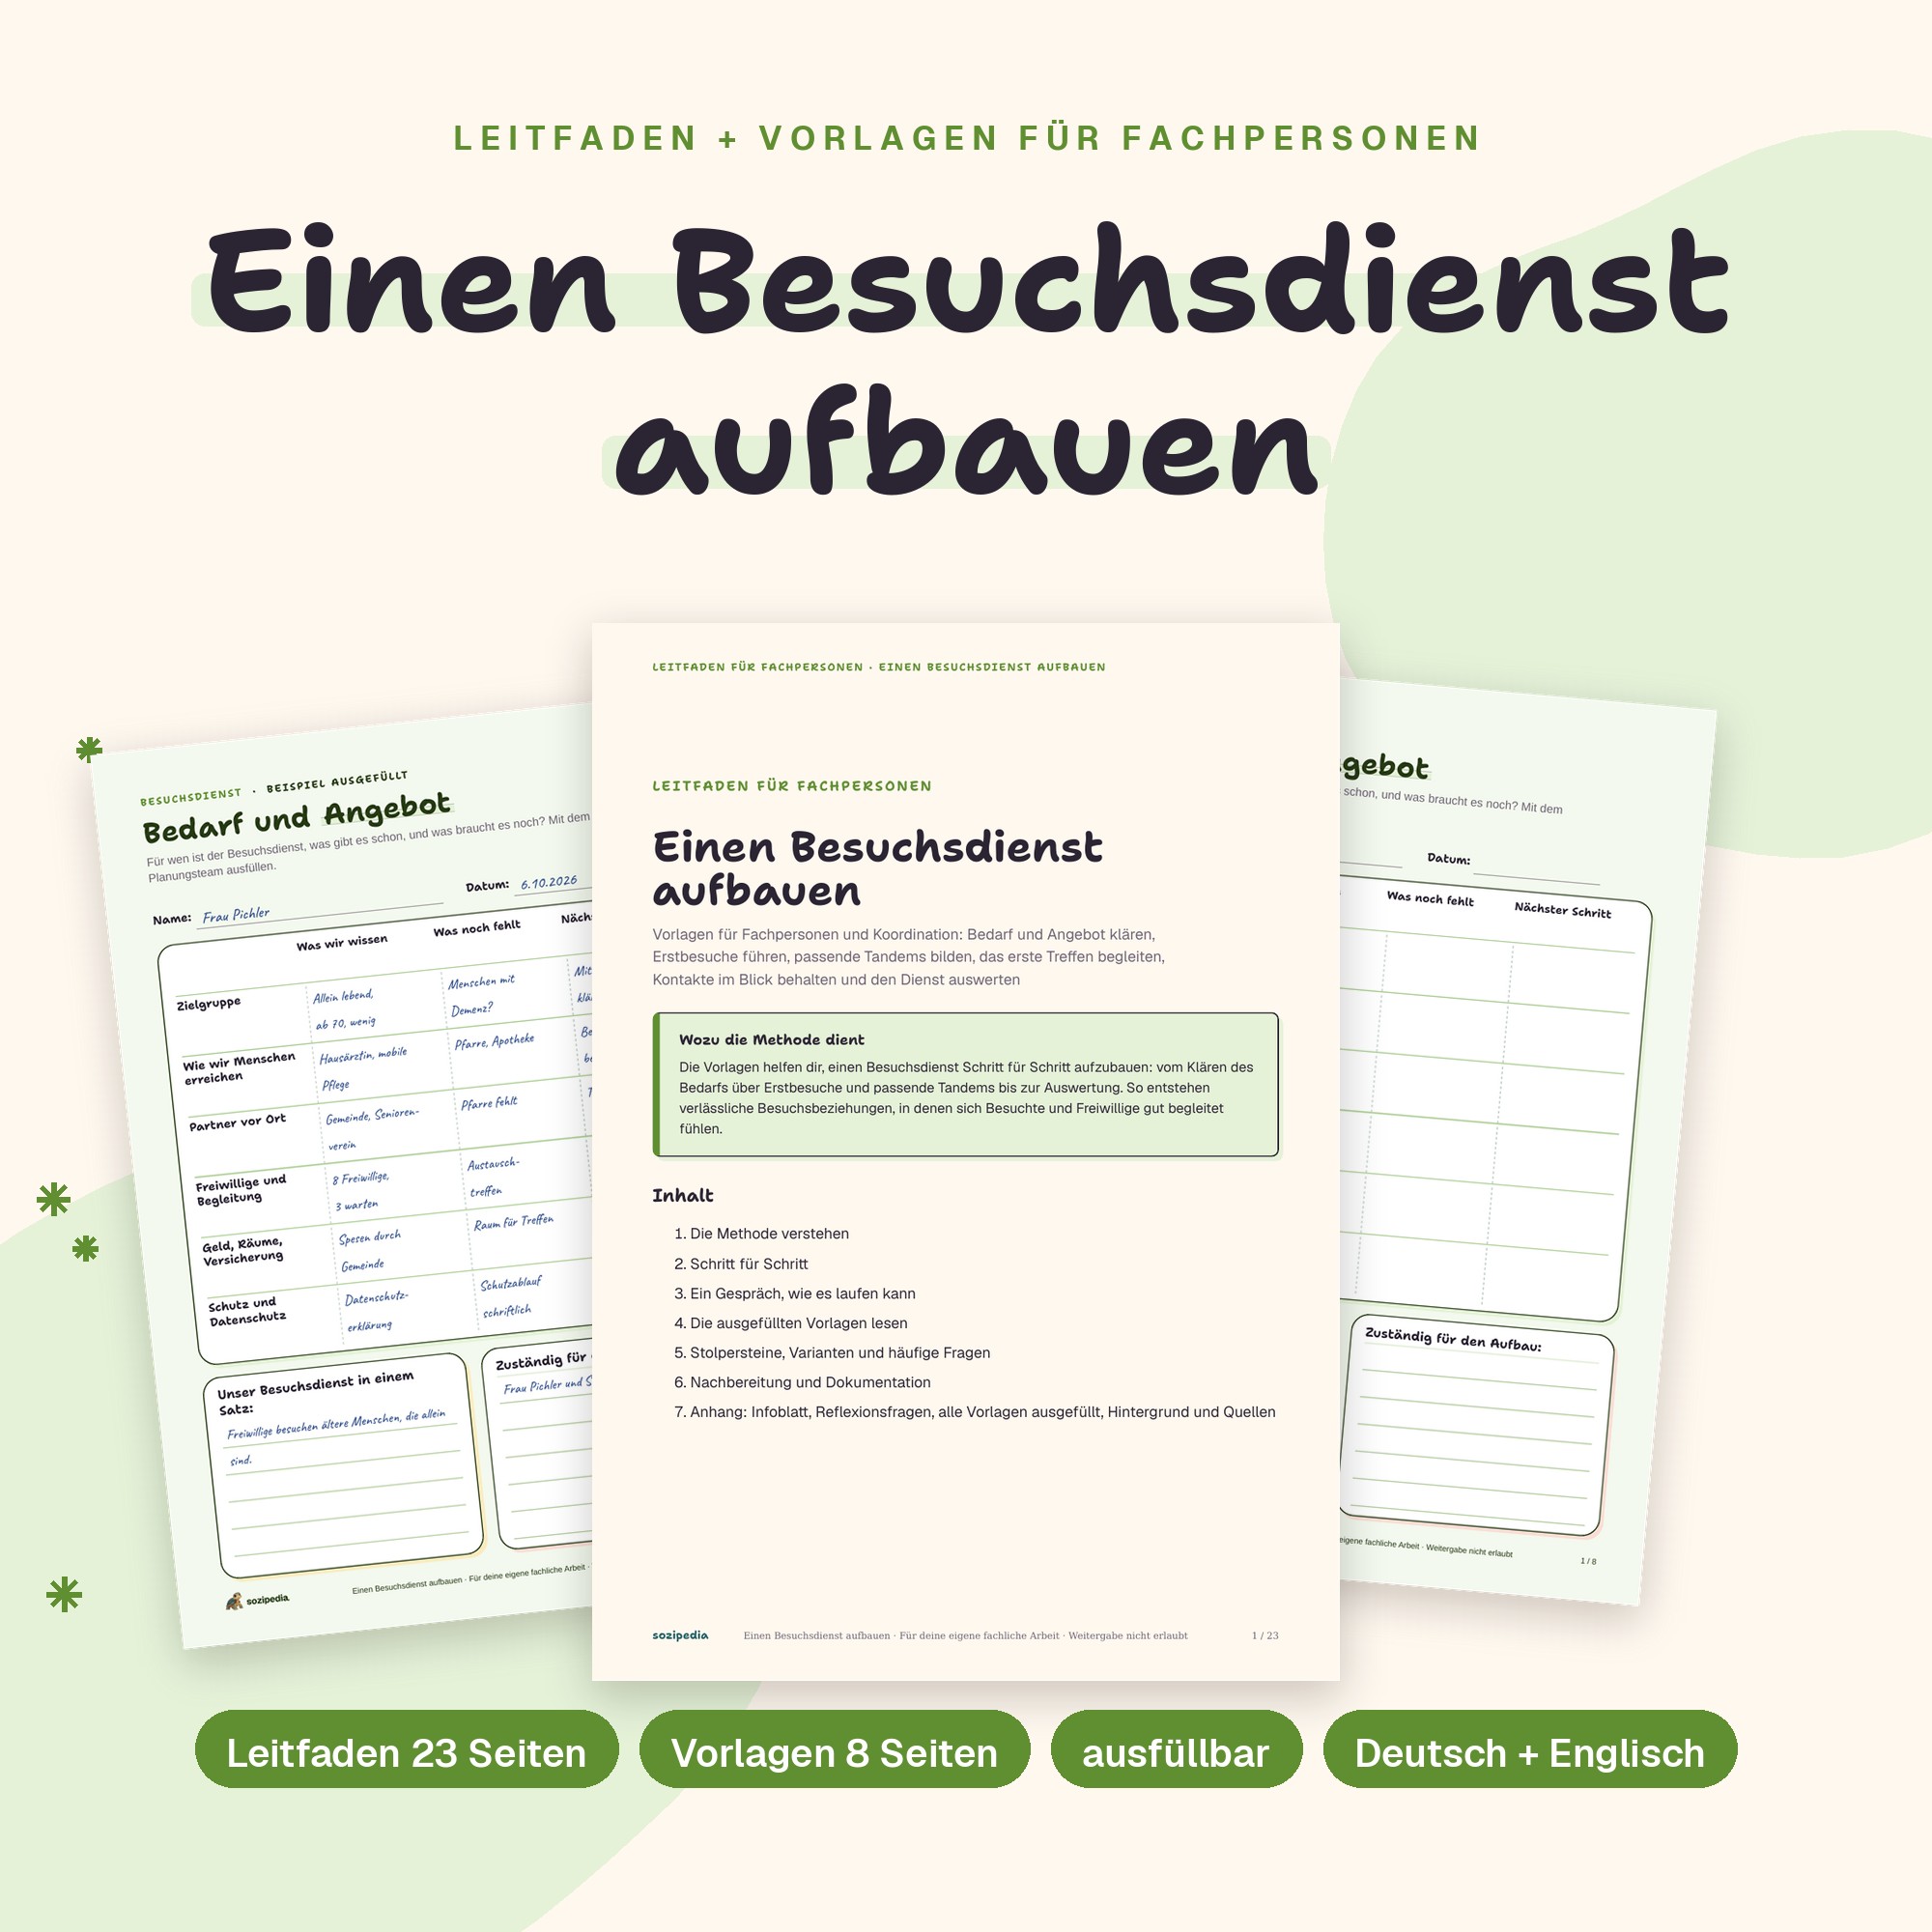 LEITFADEN + VORLAGEN FÜR FACHPERSONEN
Einen Besuchsdienst
aufbauen
BESUCHSDIENST · BEISPIEL AUSGEFÜLLT
Bedarf und Angebot
Für wen ist der Besuchsdienst, was gibt es schon, und was braucht es noch? Mit dem
Planungsteam ausfüllen.
Name: Frau Pichler
Datum: 6.10.2026
Was wir wissen
Was noch fehlt
Zielgruppe
Allein lebend,
ab 70, wenig
Menschen mit
Demenz?
Wie wir Menschen
erreichen
Hausärztin, mobile
Pflege
Pfarre, Apotheke
Partner vor Ort
Gemeinde, Senioren-
verein
Pfarre fehlt
Freiwillige und
Begleitung
8 Freiwillige,
3 warten
Austausch-
treffen
Geld, Räume,
Versicherung
Spesen durch
Gemeinde
Raum für Treffen
Schutz und
Datenschutz
Datenschutz-
erklärung
Schutzablauf
schriftlich
Unser Besuchsdienst in einem
Satz:
Freiwillige besuchen ältere Menschen, die allein
sind.
Zuständig für
Frau Pichler und
sozipedia
Einen Besuchsdienst aufbauen · Für deine eigene fachliche Arbeit ·
LEITFADEN FÜR FACHPERSONEN · EINEN BESUCHSDIENST AUFBAUEN
LEITFADEN FÜR FACHPERSONEN
Einen Besuchsdienst
aufbauen
Vorlagen für Fachpersonen und Koordination: Bedarf und Angebot klären,
Erstbesuche führen, passende Tandems bilden, das erste Treffen begleiten,
Kontakte im Blick behalten und den Dienst auswerten
Wozu die Methode dient
Die Vorlagen helfen dir, einen Besuchsdienst Schritt für Schritt aufzubauen: vom Klären des
Bedarfs über Erstbesuche und passende Tandems bis zur Auswertung. So entstehen
verlässliche Besuchsbeziehungen, in denen sich Besuchte und Freiwillige gut begleitet
fühlen.
Inhalt
1. Die Methode verstehen
2. Schritt für Schritt
3. Ein Gespräch, wie es laufen kann
4. Die ausgefüllten Vorlagen lesen
5. Stolpersteine, Varianten und häufige Fragen
6. Nachbereitung und Dokumentation
7. Anhang: Infoblatt, Reflexionsfragen, alle Vorlagen ausgefüllt, Hintergrund und Quellen
sozipedia
Einen Besuchsdienst aufbauen · Für deine eigene fachliche Arbeit · Weitergabe nicht erlaubt
1 / 23
schon, und was braucht es noch? Mit dem
Datum:
Was noch fehlt
Nächster Schritt
Zuständig für den Aufbau:
eigene fachliche Arbeit · Weitergabe nicht erlaubt
1 / 8
Leitfaden 23 Seiten
Vorlagen 8 Seiten
ausfüllbar
Deutsch + Englisch